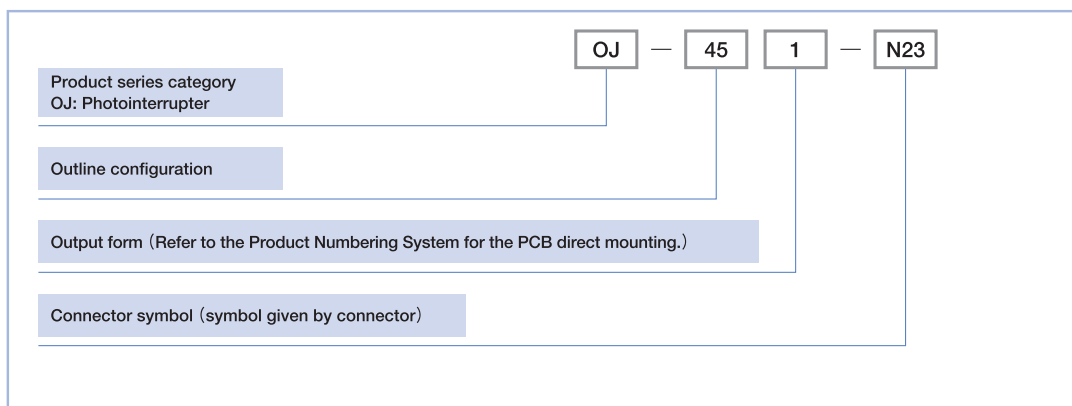 OJ — 45 1 — N23
Product series category
OJ: Photointerrupter
Outline configuration
Output form（Refer to the Product Numbering System for the PCB direct mounting.）
Connector symbol（symbol given by connector）